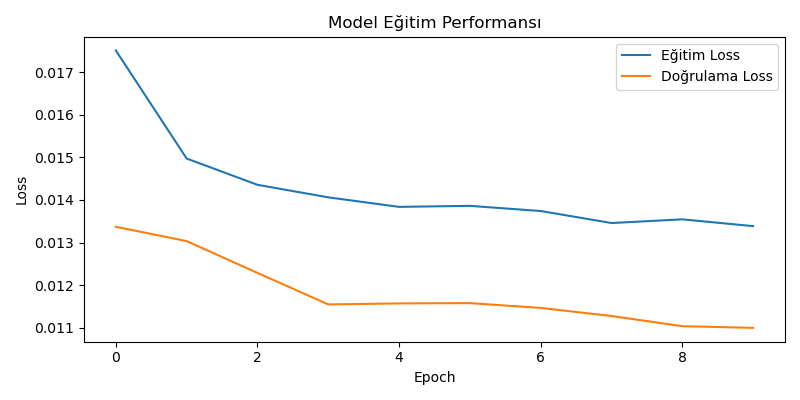 Model Eğitim Performansı
Eğitim Loss
Doğrulama Loss
0.017
0.016
0.015
0.014
0.013
0.012
0.011
Loss
0 2 4 6 8
Epoch